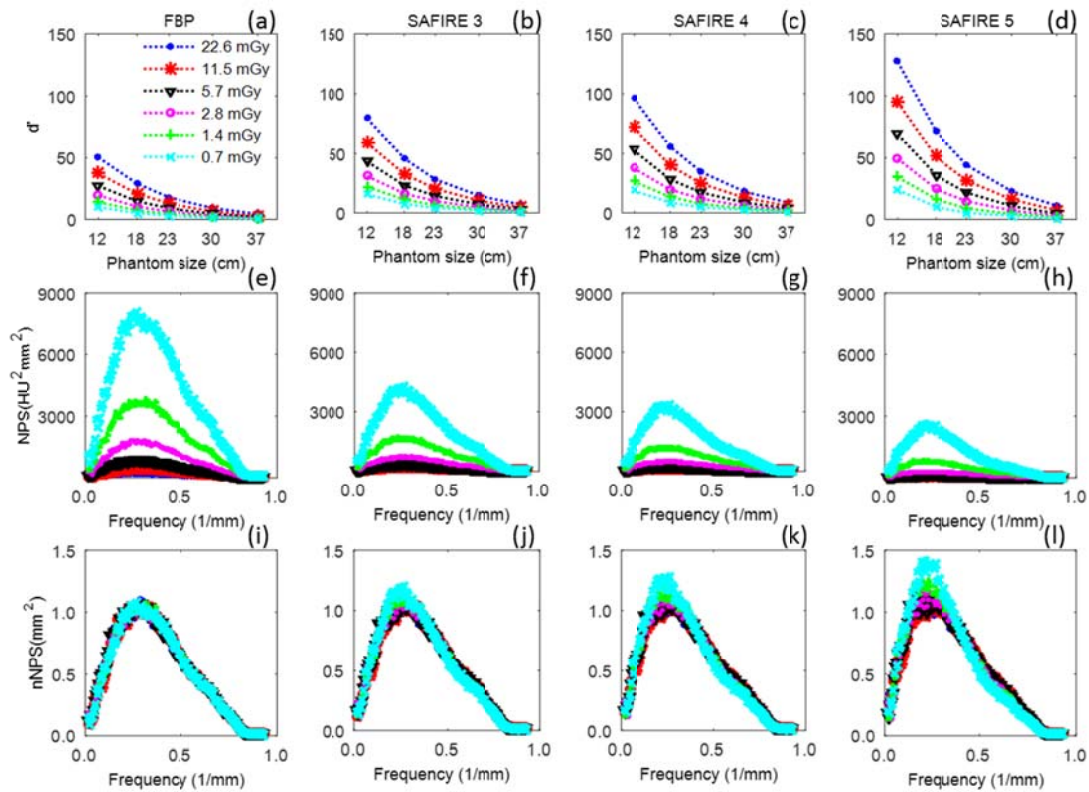 FBP (a)
SAFIRE 3 (b)
SAFIRE 4 (c)
SAFIRE 5 (d)
150
100
50
0
d'
22.6 mGy
11.5 mGy
5.7 mGy
2.8 mGy
1.4 mGy
0.7 mGy
12 18 23 30 37
Phantom size (cm)
150
100
50
0
12 18 23 30 37
Phantom size (cm)
150
100
50
0
12 18 23 30 37
Phantom size (cm)
150
100
50
0
12 18 23 30 37
Phantom size (cm)
(e)
9000
6000
3000
NPS(HU² mm²)
0.0 0.5 1.0
Frequency (1/mm)
(f)
9000
6000
3000
0.0 0.5 1.0
Frequency (1/mm)
(g)
9000
6000
3000
0.0 0.5 1.0
Frequency (1/mm)
(h)
9000
6000
3000
0.0 0.5 1.0
Frequency (1/mm)
(i)
1.5
1.0
0.5
0.0
nNPS(mm²)
0.0 0.5 1.0
Frequency (1/mm)
(j)
1.5
1.0
0.5
0.0
0.0 0.5 1.0
Frequency (1/mm)
(k)
1.5
1.0
0.5
0.0
0.0 0.5 1.0
Frequency (1/mm)
(l)
1.5
1.0
0.5
0.0
0.0 0.5 1.0
Frequency (1/mm)